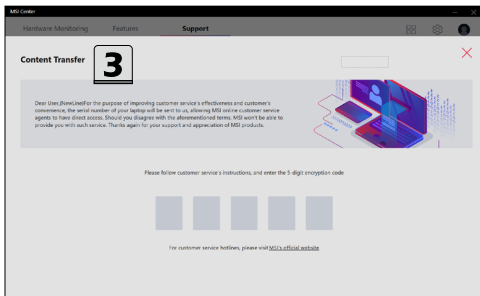 MSI Center
Hardware Monitoring Features Support
Content Transfer
3
Dear User,(NewLine)For the purpose of improving customer service's effectiveness and customer's
convenience, the serial number of your laptop will be sent to us, allowing MSI online customer service
agents to have direct access. Should you disagree with the aforementioned terms, MSI won't be able to
provide you with such service. Thanks again for your support and appreciation of MSI products.
Please follow customer service's instructions, and enter the 5-digit encryption code
For customer service hotlines, please visit MSI's official website